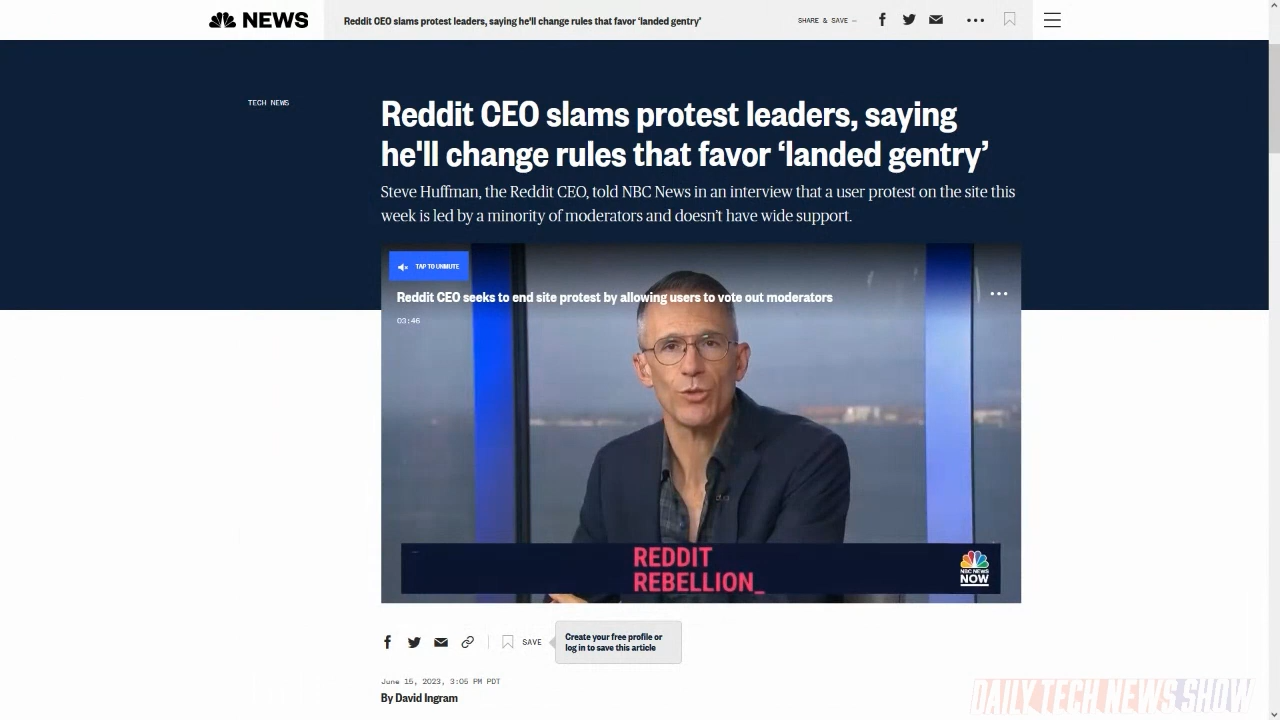 NEWS
Reddit CEO slams protest leaders, saying he'll change rules that favor ‘landed gentry’
SHARE & SAVE —
TECH NEWS
Reddit CEO slams protest leaders, saying
he'll change rules that favor ‘landed gentry’
Steve Huffman, the Reddit CEO, told NBC News in an interview that a user protest on the site this
week is led by a minority of moderators and doesn’t have wide support.
TAP TO UNMUTE
Reddit CEO seeks to end site protest by allowing users to vote out moderators
03:46
REDDIT
REBELLION_
NBC NEWS
NOW
SAVE
Create your free profile or
log in to save this article
June 15, 2023, 3:05 PM PDT
By David Ingram
DAILY TECH NEWS SHOW